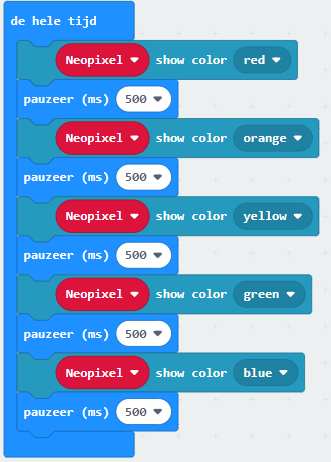 de hele tijd
Neopixel show color red
pauzeer (ms) 500
Neopixel show color orange
pauzeer (ms) 500
Neopixel show color yellow
pauzeer (ms) 500
Neopixel show color green
pauzeer (ms) 500
Neopixel show color blue
pauzeer (ms) 500